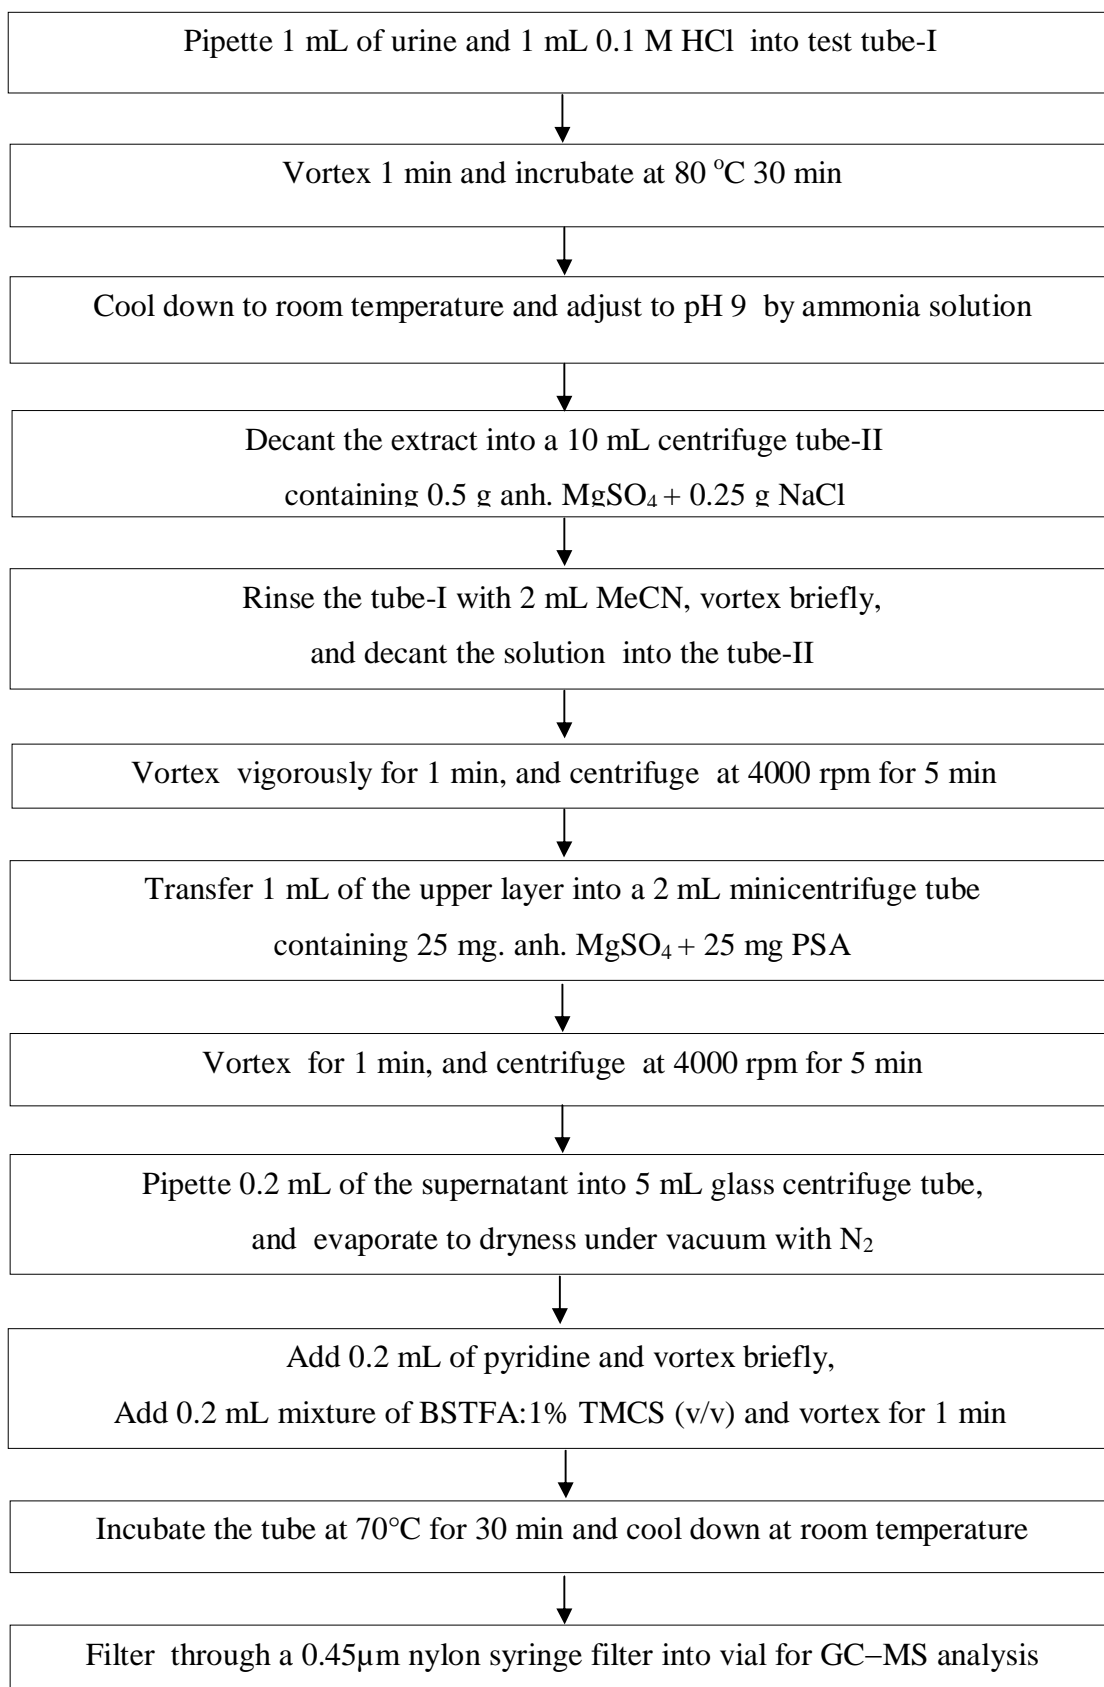 Pipette 1 mL of urine and 1 mL 0.1 M HCl into test tube-I
Vortex 1 min and incrubate at 80 °C 30 min
Cool down to room temperature and adjust to pH 9 by ammonia solution
Decant the extract into a 10 mL centrifuge tube-II
containing 0.5 g anh. MgSO₄ + 0.25 g NaCl
Rinse the tube-I with 2 mL MeCN, vortex briefly,
and decant the solution into the tube-II
Vortex vigorously for 1 min, and centrifuge at 4000 rpm for 5 min
Transfer 1 mL of the upper layer into a 2 mL minicentrifuge tube
containing 25 mg. anh. MgSO₄ + 25 mg PSA
Vortex for 1 min, and centrifuge at 4000 rpm for 5 min
Pipette 0.2 mL of the supernatant into 5 mL glass centrifuge tube,
and evaporate to dryness under vacuum with N₂
Add 0.2 mL of pyridine and vortex briefly,
Add 0.2 mL mixture of BSTFA:1% TMCS (v/v) and vortex for 1 min
Incubate the tube at 70°C for 30 min and cool down at room temperature
Filter through a 0.45µm nylon syringe filter into vial for GC–MS analysis